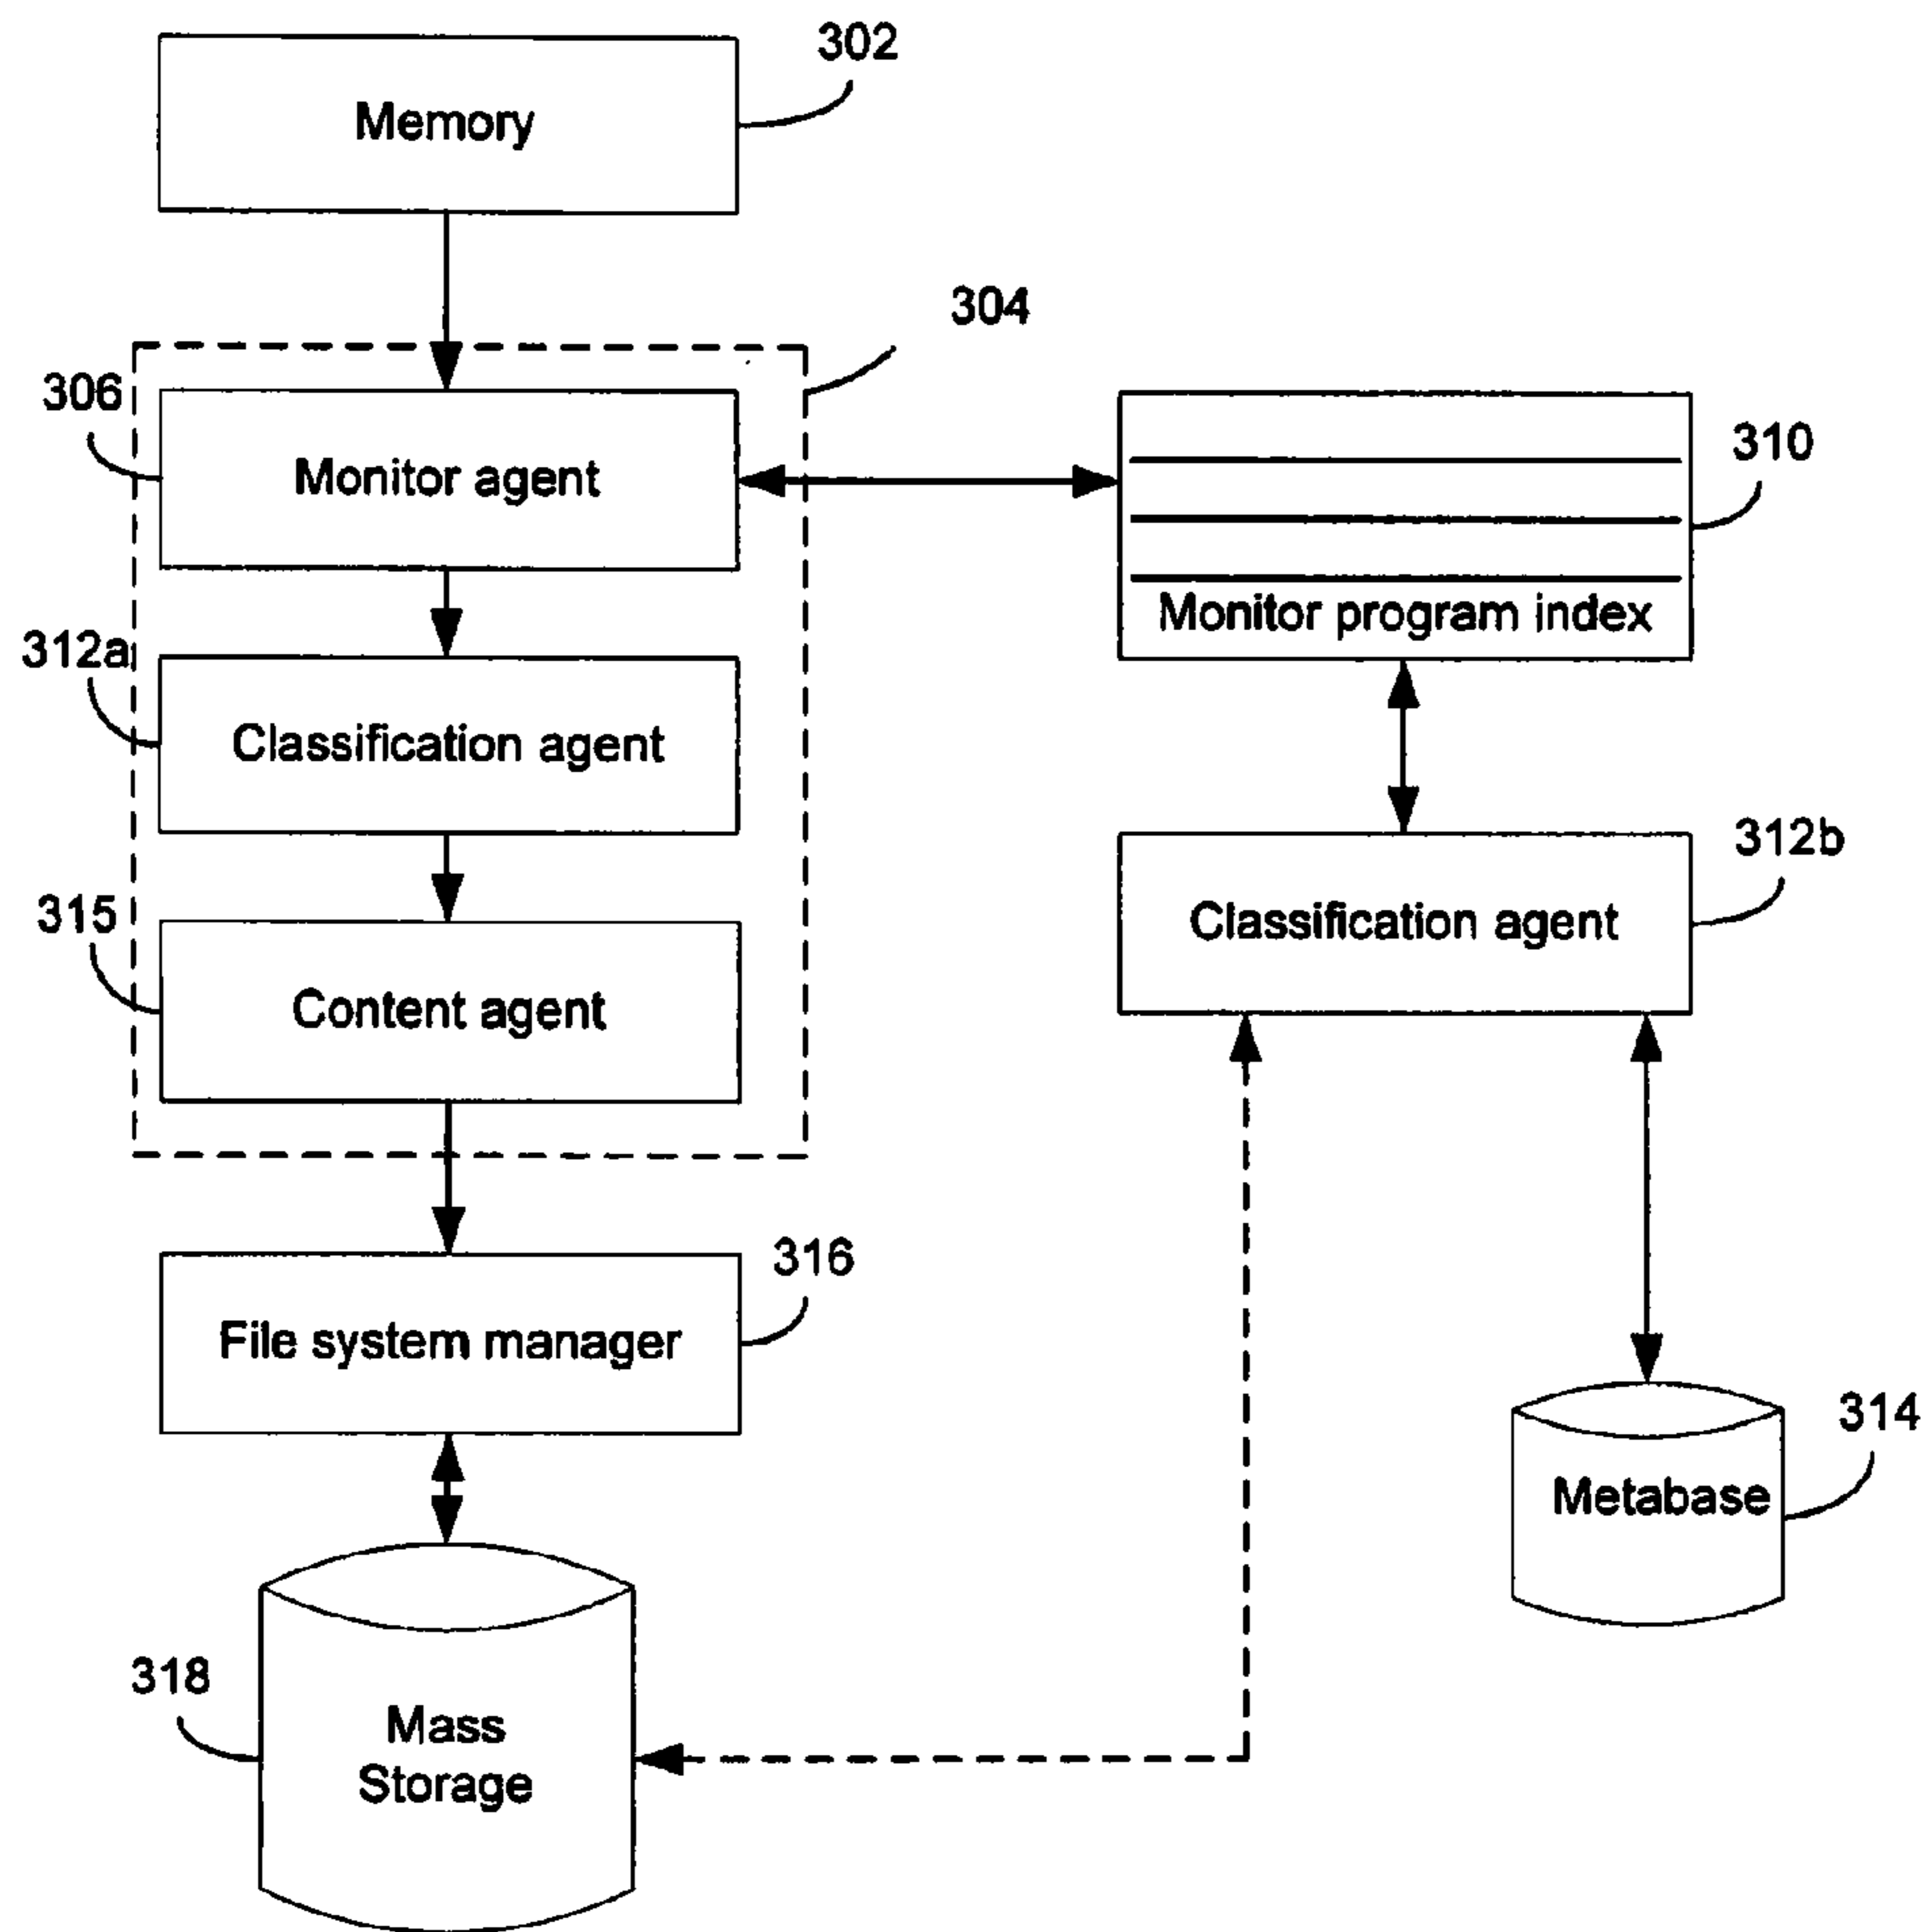 302
Memory
304
306
Monitor agent
310
Monitor program index
312a
Classification agent
312b
Classification agent
315
Content agent
316
File system manager
314
Metabase
318
Mass
Storage